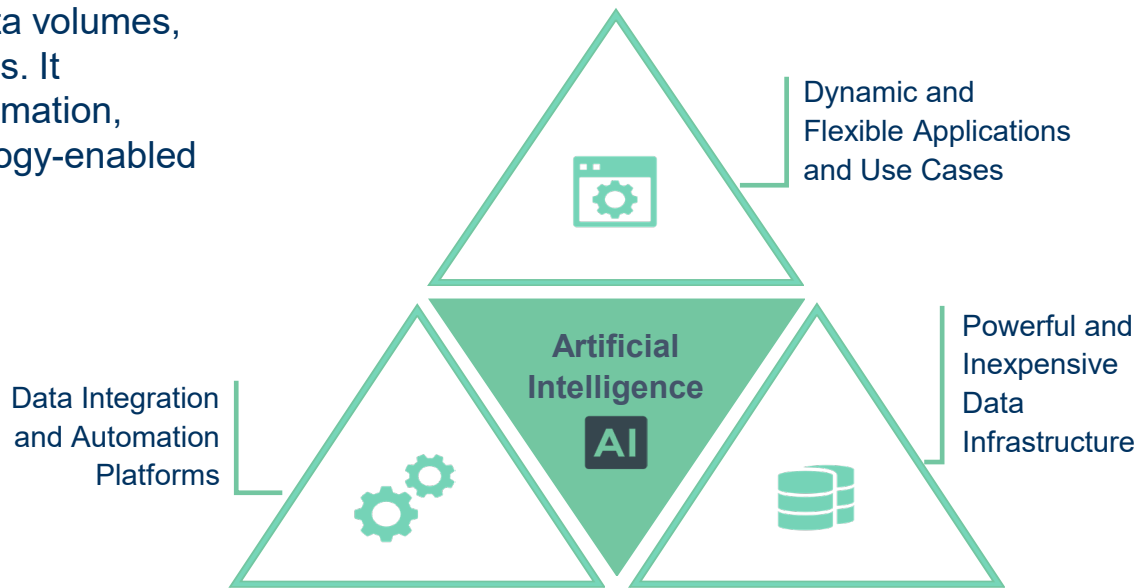 ta volumes,
s. It
mation,
ogy-enabled
Dynamic and
Flexible Applications
and Use Cases
Artificial
Intelligence
AI
Powerful and
Inexpensive
Data
Infrastructure
Data Integration
and Automation
Platforms